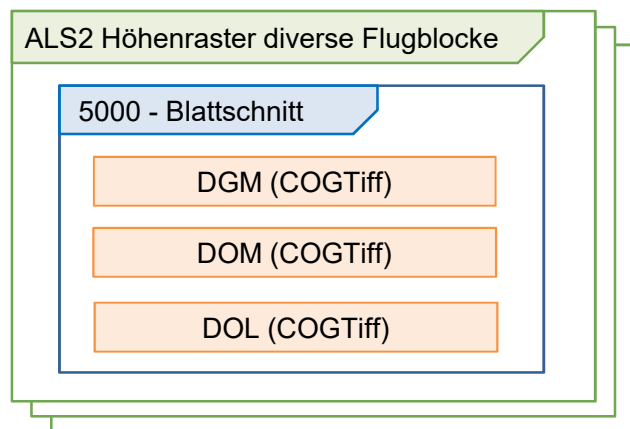 ALS2 Höhenraster diverse Flugblocke
5000 - Blattschnitt
DGM (COGTiff)
DOM (COGTiff)
DOL (COGTiff)